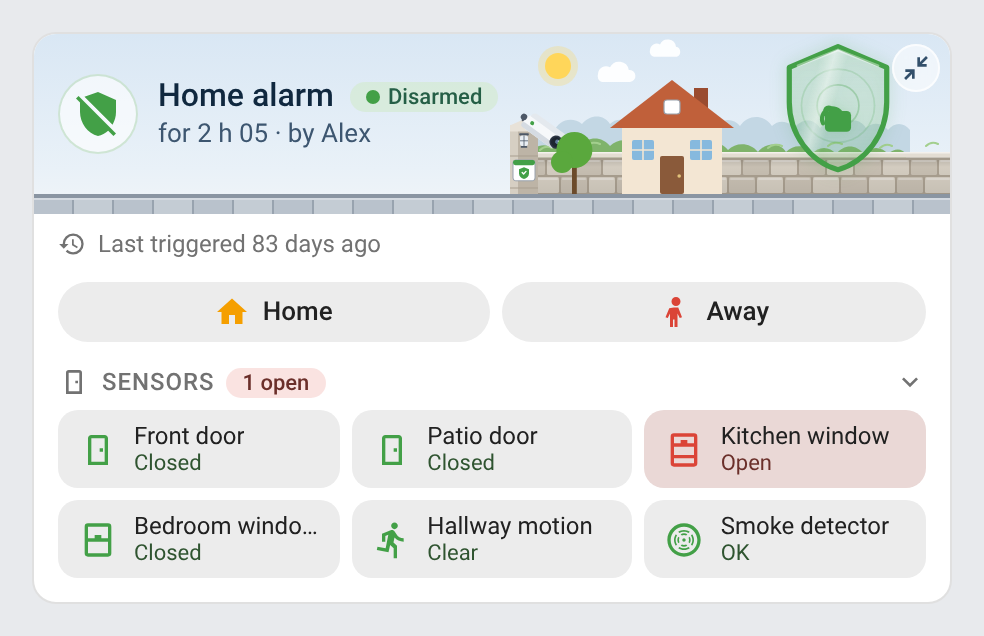 Home alarm
Disarmed
for 2 h 05 · by Alex
Last triggered 83 days ago
Home
Away
SENSORS
1 open
Front door
Closed
Patio door
Closed
Kitchen window
Open
Bedroom windo...
Closed
Hallway motion
Clear
Smoke detector
OK